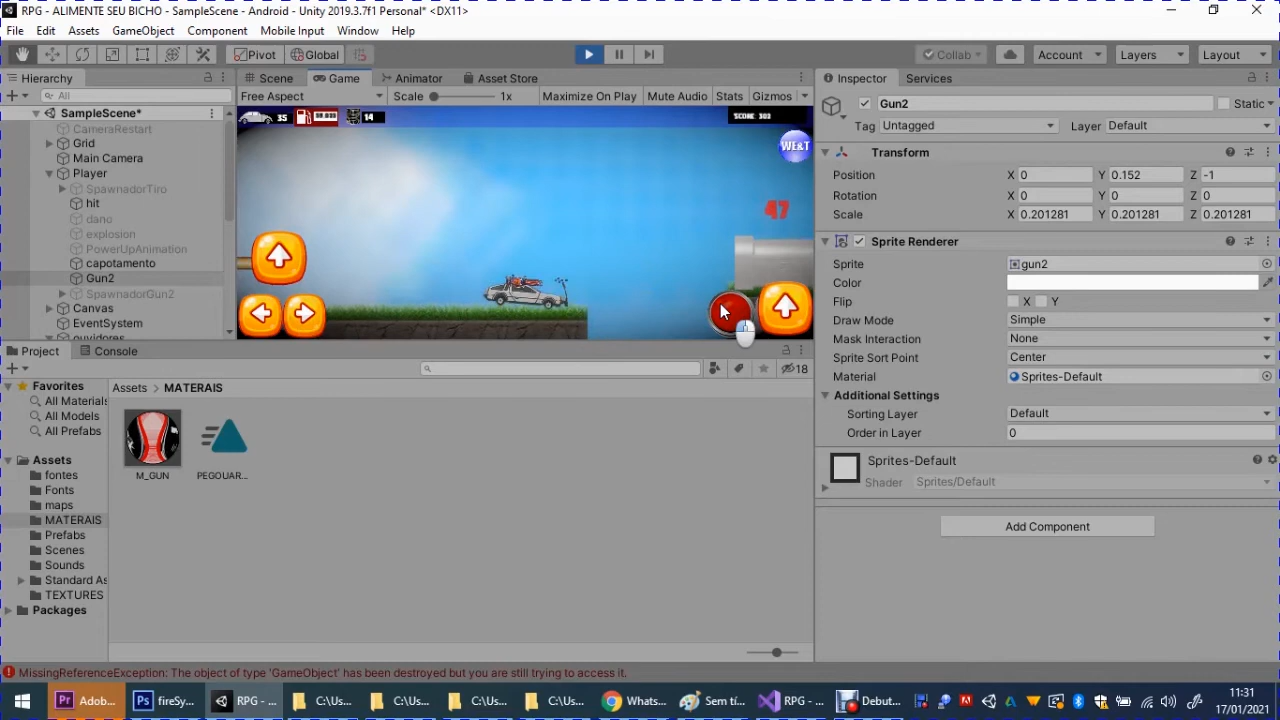 RPG - ALIMENTE SEU BICHO - SampleScene - Android - Unity 2019.3.7f1 Personal* <DX11>
File Edit Assets GameObject Component Mobile Input Window Help
Pivot Global Collab Account Layers Layout
Hierarchy Scene Game Animator Asset Store Inspector Services
All Free Aspect Scale 1x Maximize On Play Mute Audio Stats Gizmos Gun2 Static
SampleScene* 35 14 SCORE: 302
Tag Untagged Layer Default
CameraRestart
Grid
Main Camera
Player
SpawnadorTiro
hit
dano
explosion
PowerUpAnimation
capotamento
Gun2
SpawnadorGun2
Canvas
EventSystem
ouvidores
WE&T
47
Transform
Position X 0 Y 0.152 Z -1
Rotation X 0 Y 0 Z 0
Scale X 0.201281 Y 0.201281 Z 0.201281
Sprite Renderer
Sprite gun2
Color
Flip X Y
Draw Mode Simple
Mask Interaction None
Sprite Sort Point Center
Material Sprites-Default
Additional Settings
Sorting Layer Default
Order in Layer 0
Sprites-Default
Shader Sprites/Default
Add Component
Project Console
18
Favorites
All Materials
All Models
All Prefabs
Assets
fontes
Fonts
maps
MATERAIS
Prefabs
Scenes
Sounds
Standard As
TEXTURES
Packages
Assets > MATERAIS
M_GUN PEGOUAR...
MissingReferenceException: The object of type 'GameObject' has been destroyed but you are still trying to access it.
Adob... fireSy... RPG - ... C:\Us... C:\Us... C:\Us... C:\Us... Whats... Sem tí... RPG - ... Debut... 11:31
17/01/2021